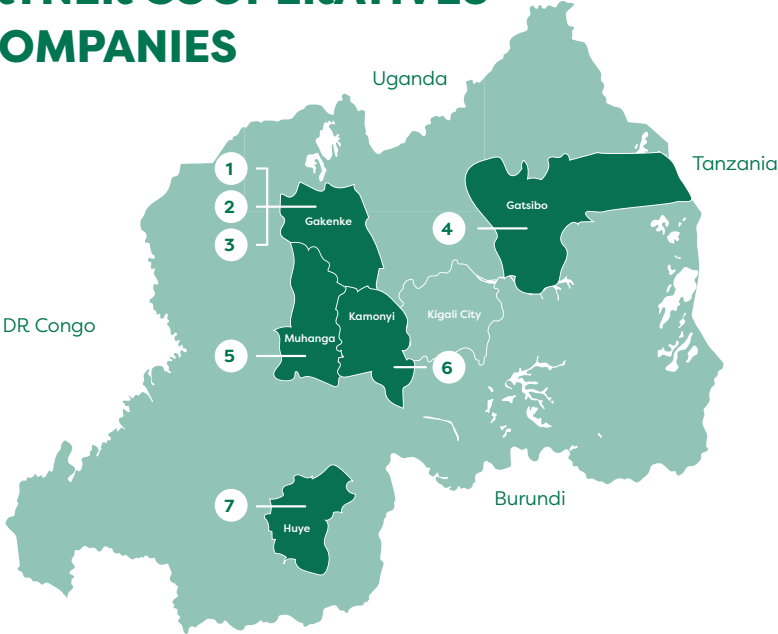 COOPERATIVES
OMPANIES
Uganda
Tanzania
1
2
3
Gakenke
Gatsibo
4
DR Congo
Kamonyi
Kigali City
Muhanga
5
6
Burundi
7
Huye